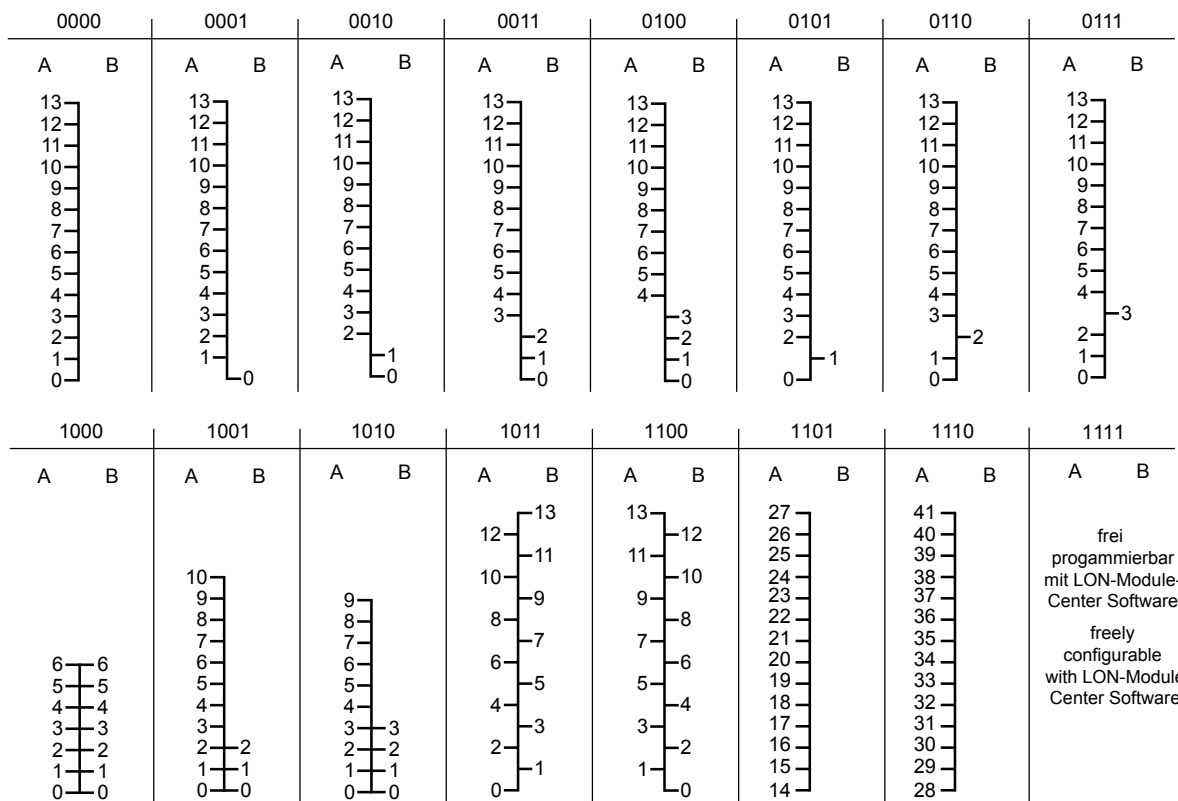 0000 0001 0010 0011 0100 0101 0110 0111
A B A B A B A B A B A B A B A B
13 13 13 13 13 13 13 13
12 12 12 12 12 12 12 12
11 11 11 11 11 11 11 11
10 10 10 10 10 10 10 10
9 9 9 9 9 9 9 9
8 8 8 8 8 8 8 8
7 7 7 7 7 7 7 7
6 6 6 6 6 6 6 6
5 5 5 5 5 5 5 5
4 4 4 4 4 4 4 4
3 3 3 3 3 3 3 3
2 2 2 2 2 2 2 2
1 1 1 1 1 1 1 1
0 0 0 0 0 0 0 0
1000 1001 1010 1011 1100 1101 1110 1111
A B A B A B A B A B A B A B A B
13 13 27 41
12 12 26 40
11 11 25 39
10 10 10 24 38
9 9 9 9 23 37
8 8 8 8 22 36
7 7 7 7 21 35
6 6 6 6 6 6 20 34
5 5 5 5 5 5 19 33
4 4 4 4 4 4 18 32
3 3 3 3 3 3 3 17 31
2 2 2 2 2 2 2 2 16 30
1 1 1 1 1 1 1 1 15 29
0 0 0 0 0 0 0 0 14 28
frei
progammierbar
mit LON-Module-
Center Software
freely
configurable
with LON-Module
Center Software